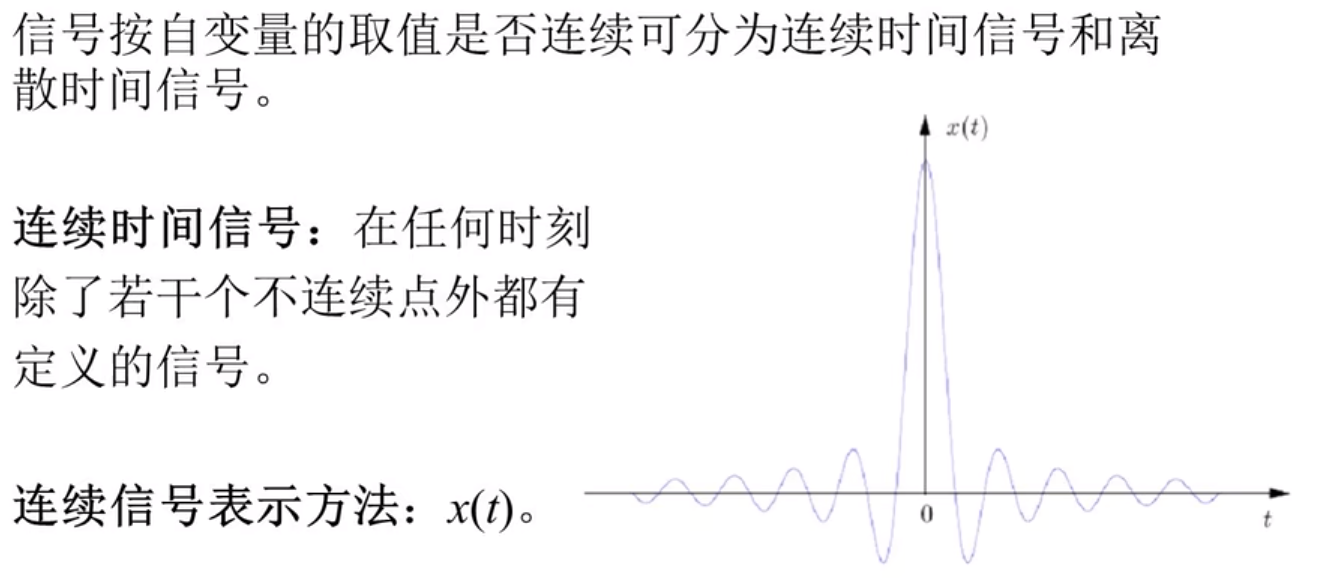 信号按自变量的取值是否连续可分为连续时间信号和离
散时间信号。
x(t)
连续时间信号：在任何时刻
除了若干个不连续点外都有
定义的信号。
连续信号表示方法：x(t)。
0
t